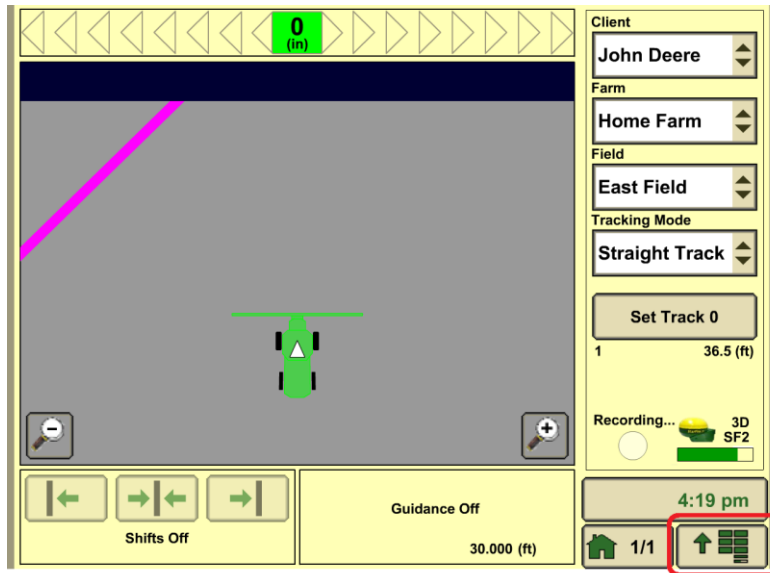 0
(in)
Client
John Deere
Farm
Home Farm
Field
East Field
Tracking Mode
Straight Track
Set Track 0
1 36.5 (ft)
Recording... 3D
SF2
Shifts Off
Guidance Off
30.000 (ft)
4:19 pm
1/1